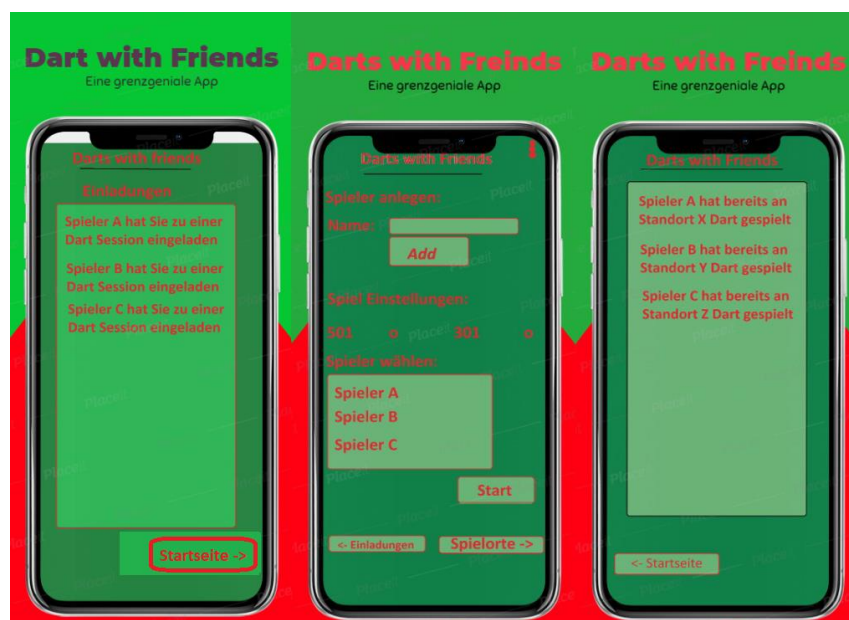 Dart with Friends
Eine grenzgeniale App
Darts with friends
Einladungen
Spieler A hat Sie zu einer
Dart Session eingeladen
Spieler B hat Sie zu einer
Dart Session eingeladen
Spieler C hat Sie zu einer
Dart Session eingeladen
Startseite ->
Darts with Freinds
Eine grenzgeniale App
Darts with Friends
Spieler anlegen:
Name:
Add
Spiel Einstellungen:
501 o 301 o
Spieler wählen:
Spieler A
Spieler B
Spieler C
Start
<- Einladungen Spielorte ->
Darts with Freinds
Eine grenzgeniale App
Darts with Friends
Spieler A hat bereits an
Standort X Dart gespielt
Spieler B hat bereits an
Standort Y Dart gespielt
Spieler C hat bereits an
Standort Z Dart gespielt
<- Startseite
Placeit